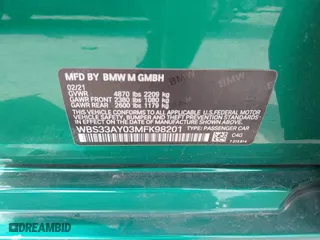 MFD BY BMW M GMBH
02/21
GVWR 4870 lbs 2209 kg
GAWR FRONT 2380 lbs 1080 kg
GAWR REAR 2600 lbs 1179 kg
THIS VEHICLE CONFORMS TO ALL APPLICABLE
FEDERAL MOTOR VEHICLE SAFETY, BUMPER,
AND THEFT PREVENTION STANDARDS
IN EFFECT ON THE DATE OF MANUFACTURE
SHOWN ABOVE.
WBS33AY03MFK98201 TYPE: PASSENGER CAR
C4G
DREAMBID